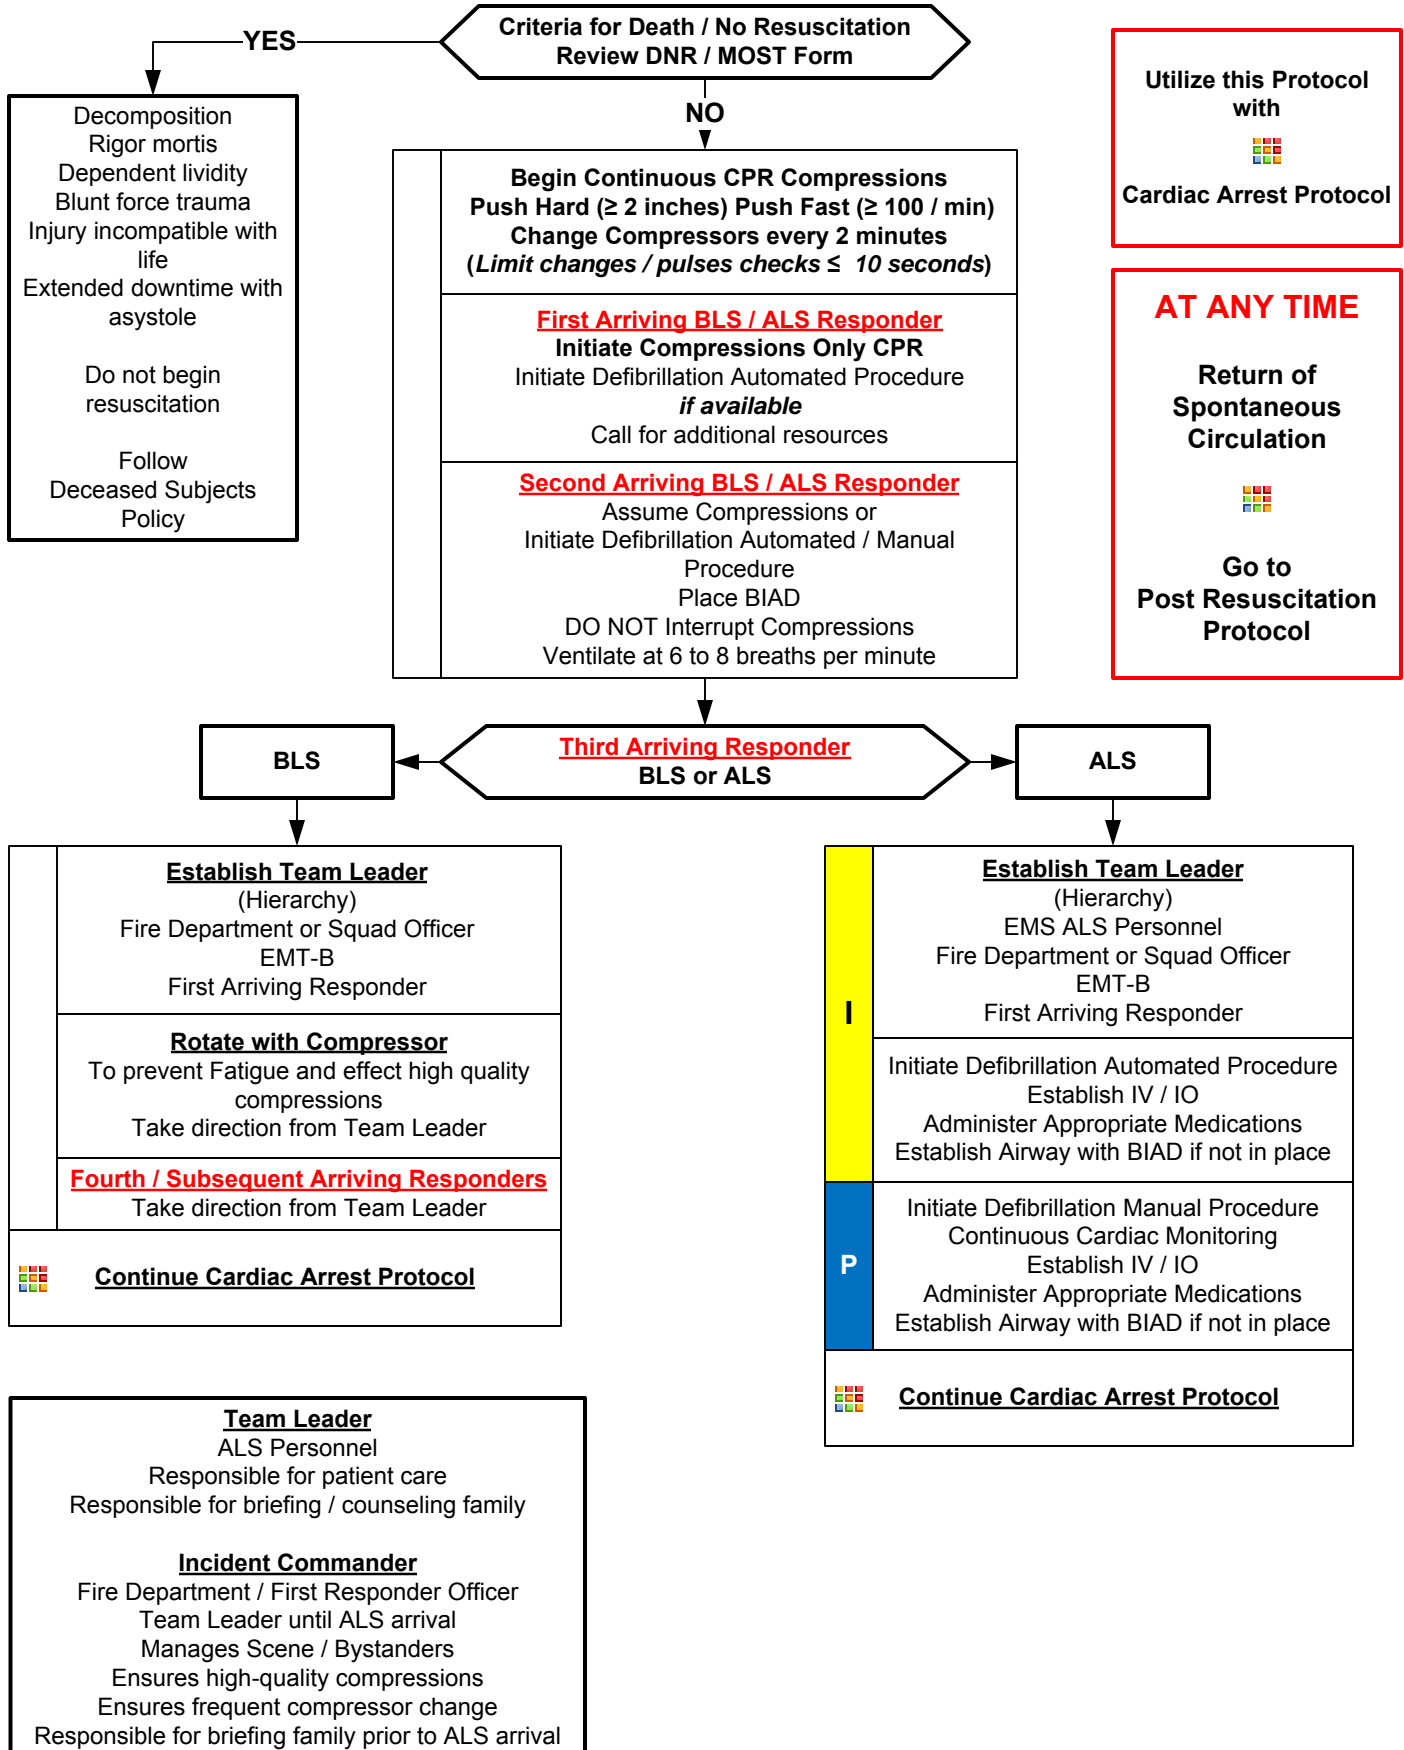 Criteria for Death / No Resuscitation
Review DNR / MOST Form
YES
NO
Decomposition
Rigor mortis
Dependent lividity
Blunt force trauma
Injury incompatible with
life
Extended downtime with
asystole
Do not begin
resuscitation
Follow
Deceased Subjects
Policy
Begin Continuous CPR Compressions
Push Hard (≥ 2 inches) Push Fast (≥ 100 / min)
Change Compressors every 2 minutes
(Limit changes / pulses checks ≤ 10 seconds)
First Arriving BLS / ALS Responder
Initiate Compressions Only CPR
Initiate Defibrillation Automated Procedure
if available
Call for additional resources
Second Arriving BLS / ALS Responder
Assume Compressions or
Initiate Defibrillation Automated / Manual
Procedure
Place BIAD
DO NOT Interrupt Compressions
Ventilate at 6 to 8 breaths per minute
Utilize this Protocol
with
Cardiac Arrest Protocol
AT ANY TIME
Return of
Spontaneous
Circulation
Go to
Post Resuscitation
Protocol
BLS
Third Arriving Responder
BLS or ALS
ALS
Establish Team Leader
(Hierarchy)
Fire Department or Squad Officer
EMT-B
First Arriving Responder
Rotate with Compressor
To prevent Fatigue and effect high quality
compressions
Take direction from Team Leader
Fourth / Subsequent Arriving Responders
Take direction from Team Leader
Continue Cardiac Arrest Protocol
I
Establish Team Leader
(Hierarchy)
EMS ALS Personnel
Fire Department or Squad Officer
EMT-B
First Arriving Responder
Initiate Defibrillation Automated Procedure
Establish IV / IO
Administer Appropriate Medications
Establish Airway with BIAD if not in place
P
Initiate Defibrillation Manual Procedure
Continuous Cardiac Monitoring
Establish IV / IO
Administer Appropriate Medications
Establish Airway with BIAD if not in place
Continue Cardiac Arrest Protocol
Team Leader
ALS Personnel
Responsible for patient care
Responsible for briefing / counseling family
Incident Commander
Fire Department / First Responder Officer
Team Leader until ALS arrival
Manages Scene / Bystanders
Ensures high-quality compressions
Ensures frequent compressor change
Responsible for briefing family prior to ALS arrival